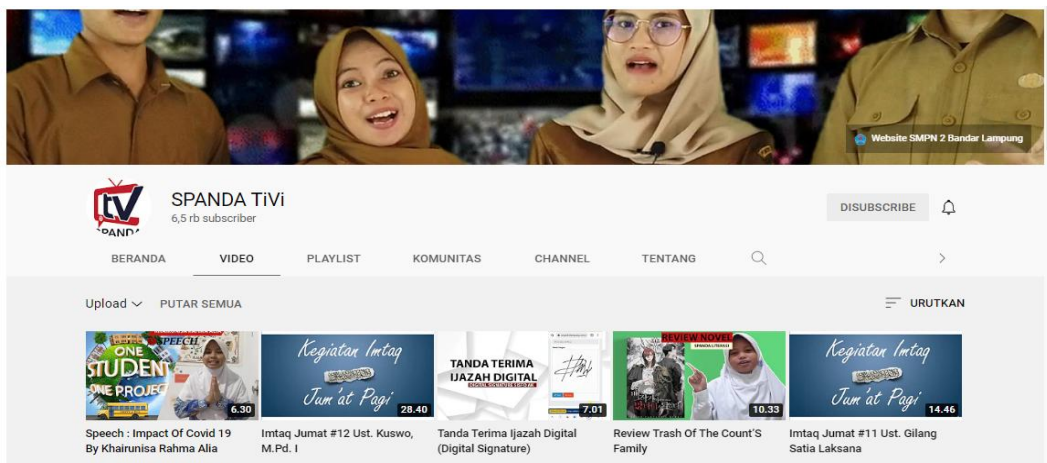 Website SMPN 2 Bandar Lampung
tv
SPANDA TiVi
6,5 rb subscriber
DISUBSCRIBE
BERANDA
VIDEO
PLAYLIST
KOMUNITAS
CHANNEL
TENTANG
Upload
PUTAR SEMUA
URUTKAN
SPEECH
ONE
STUDENT
ONE PROJECT
6.30
Kegiatan Imtaq
Jum'at Pagi
28.40
TANDA TERIMA
IJAZAH DIGITAL
7.01
REVIEW NOVEL
10.33
Kegiatan Imtaq
Jum'at Pagi
14.46
Speech : Impact Of Covid 19
By Khairunisa Rahma Alia
Imtaq Jumat #12 Ust. Kuswo,
M.Pd. I
Tanda Terima Ijazah Digital
(Digital Signature)
Review Trash Of The Count'S
Family
Imtaq Jumat #11 Ust. Gilang
Satia Laksana